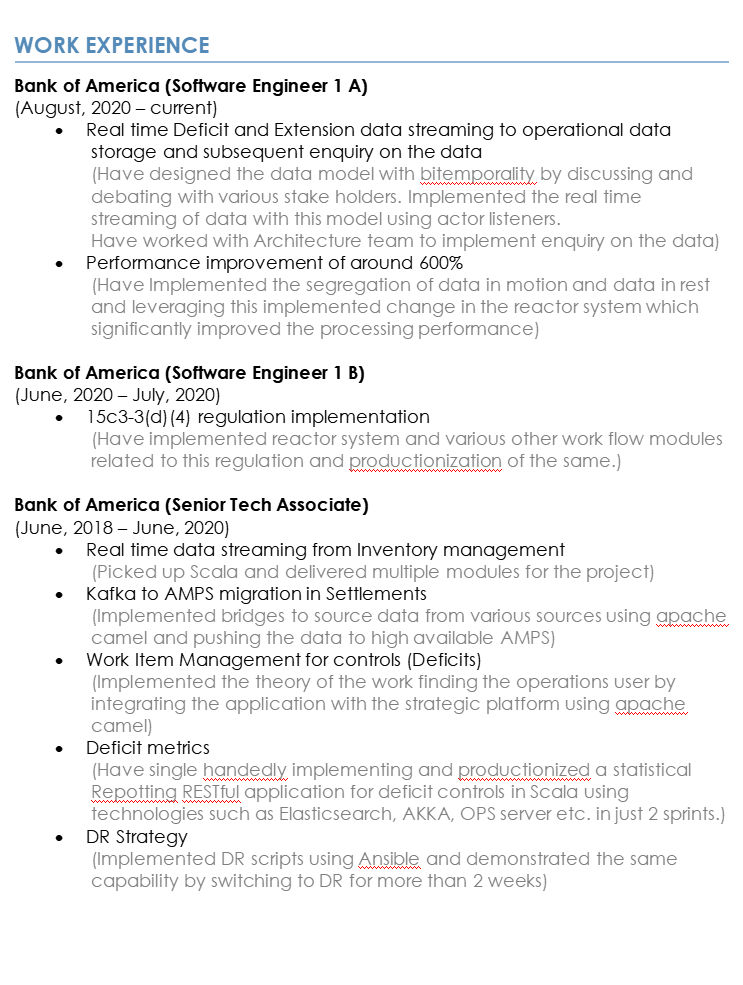 WORK EXPERIENCE
Bank of America (Software Engineer 1 A)
(August, 2020 – current)
• Real time Deficit and Extension data streaming to operational data
storage and subsequent enquiry on the data
(Have designed the data model with bitemporality by discussing and
debating with various stake holders. Implemented the real time
streaming of data with this model using actor listeners.
Have worked with Architecture team to implement enquiry on the data)
• Performance improvement of around 600%
(Have Implemented the segregation of data in motion and data in rest
and leveraging this implemented change in the reactor system which
significantly improved the processing performance)
Bank of America (Software Engineer 1 B)
(June, 2020 – July, 2020)
• 15c3-3(d)(4) regulation implementation
(Have implemented reactor system and various other work flow modules
related to this regulation and productionization of the same.)
Bank of America (Senior Tech Associate)
(June, 2018 – June, 2020)
• Real time data streaming from Inventory management
(Picked up Scala and delivered multiple modules for the project)
• Kafka to AMPS migration in Settlements
(Implemented bridges to source data from various sources using apache
camel and pushing the data to high available AMPS)
• Work Item Management for controls (Deficits)
(Implemented the theory of the work finding the operations user by
integrating the application with the strategic platform using apache
camel)
• Deficit metrics
(Have single handedly implementing and productionized a statistical
Repotting RESTful application for deficit controls in Scala using
technologies such as Elasticsearch, AKKA, OPS server etc. in just 2 sprints.)
• DR Strategy
(Implemented DR scripts using Ansible and demonstrated the same
capability by switching to DR for more than 2 weeks)